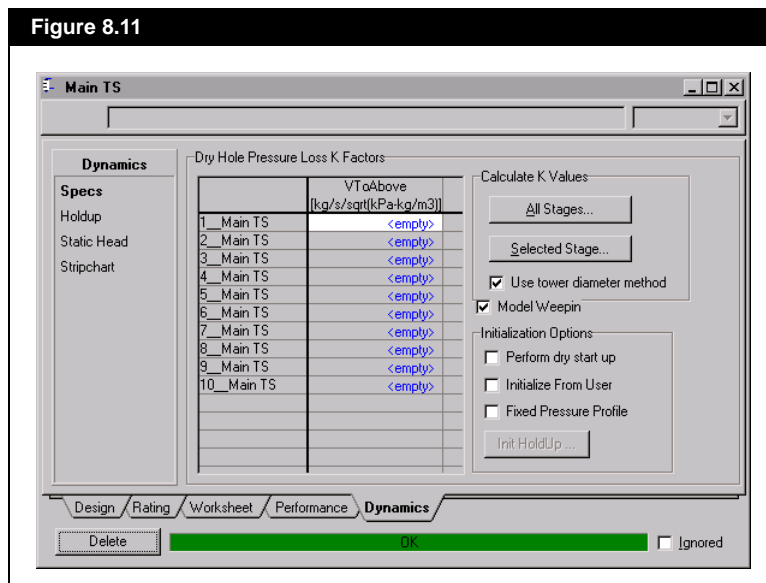 Figure 8.11
Main TS
Dynamics
Specs
Holdup
Static Head
Stripchart
Dry Hole Pressure Loss K Factors
VToAbove
[kg/s/sqrt(kPa-kg/m3)]
1__Main TS <empty>
2__Main TS <empty>
3__Main TS <empty>
4__Main TS <empty>
5__Main TS <empty>
6__Main TS <empty>
7__Main TS <empty>
8__Main TS <empty>
9__Main TS <empty>
10__Main TS <empty>
Calculate K Values
All Stages...
Selected Stage...
Use tower diameter method
Model Weepin
Initialization Options
Perform dry start up
Initialize From User
Fixed Pressure Profile
Init HoldUp ...
Design Rating Worksheet Performance Dynamics
Delete OK Ignored